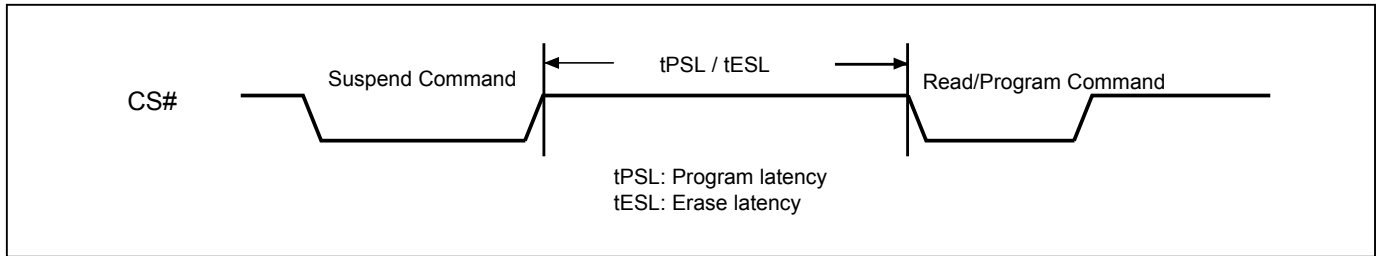 Suspend Command
tPSL / tESL
Read/Program Command
CS#
tPSL: Program latency
tESL: Erase latency